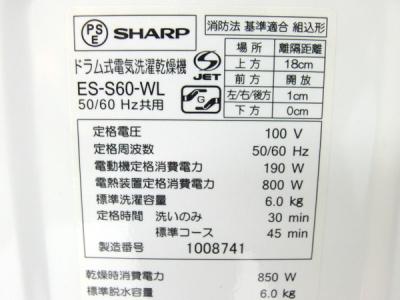 PS E SHARP
ドラム式電気洗濯乾燥機
ES-S60-WL
50/60 Hz共用
S JET
G
消防法 基準適合 組込形
場所 離隔距離
上方 18cm
前方 開放
左/右/後方 1cm
下方 0cm
定格電圧 100 V
定格周波数 50/60 Hz
電動機定格消費電力 190 W
電熱装置定格消費電力 800 W
標準洗濯容量 6.0 kg
定格時間 洗いのみ 30 min
標準コース 45 min
製造番号 1008741
乾燥時消費電力 850 W
標準脱水容量 6.0 kg